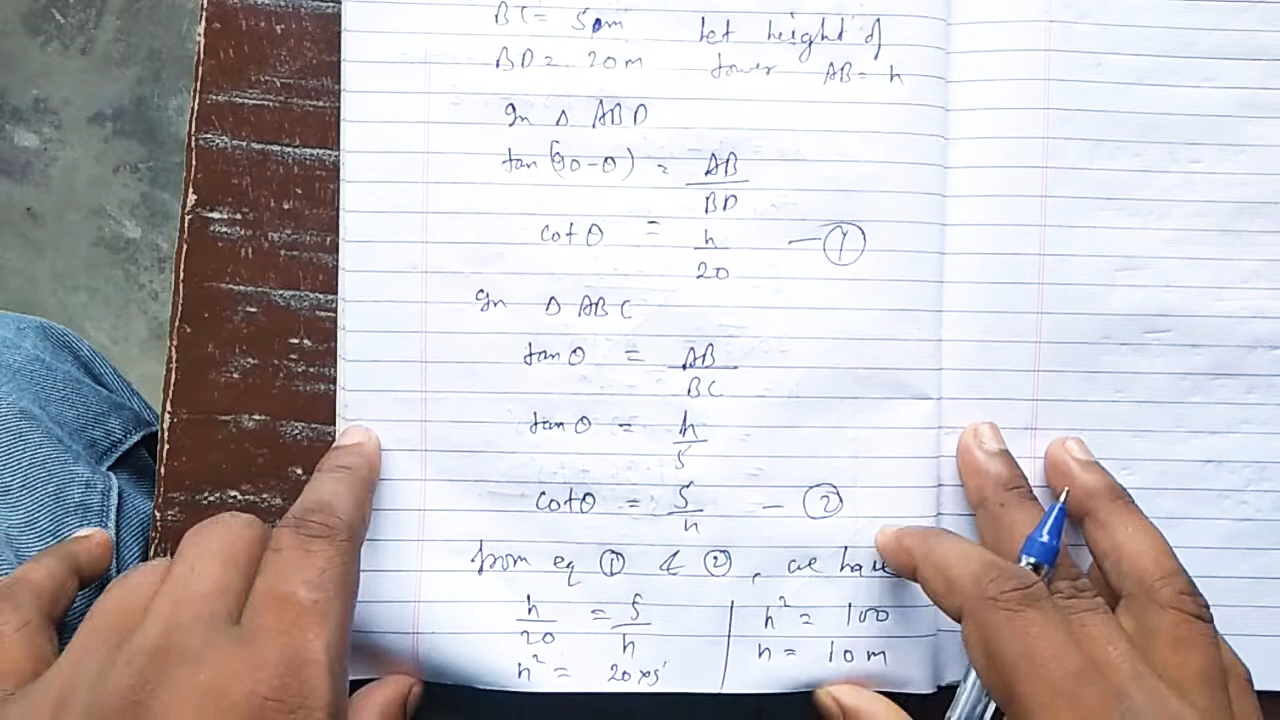 BC = 5m Let height of
BD = 20m tower AB = h
In Δ ABD
tan(90-θ) = AB/BD
cotθ = h/20 — ①
In Δ ABC
tanθ = AB/BC
tanθ = h/5
cotθ = 5/h — ②
from eq ① & ②, we have
h/20 = 5/h | h² = 100
h² = 20×5 | h = 10m